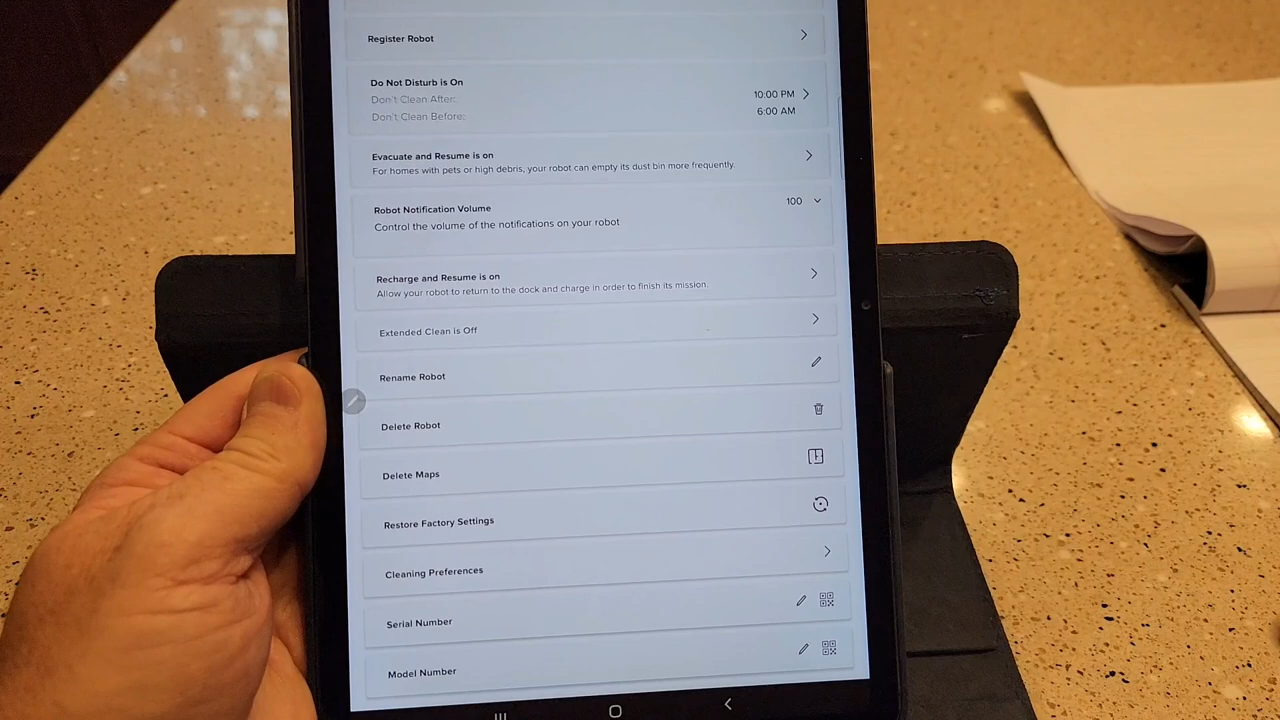 Register Robot
Do Not Disturb is On
Don't Clean After: 10:00 PM
Don't Clean Before: 6:00 AM
Evacuate and Resume is on
For homes with pets or high debris, your robot can empty its dust bin more frequently.
Robot Notification Volume 100
Control the volume of the notifications on your robot
Recharge and Resume is on
Allow your robot to return to the dock and charge in order to finish its mission.
Extended Clean is Off
Rename Robot
Delete Robot
Delete Maps
Restore Factory Settings
Cleaning Preferences
Serial Number
Model Number